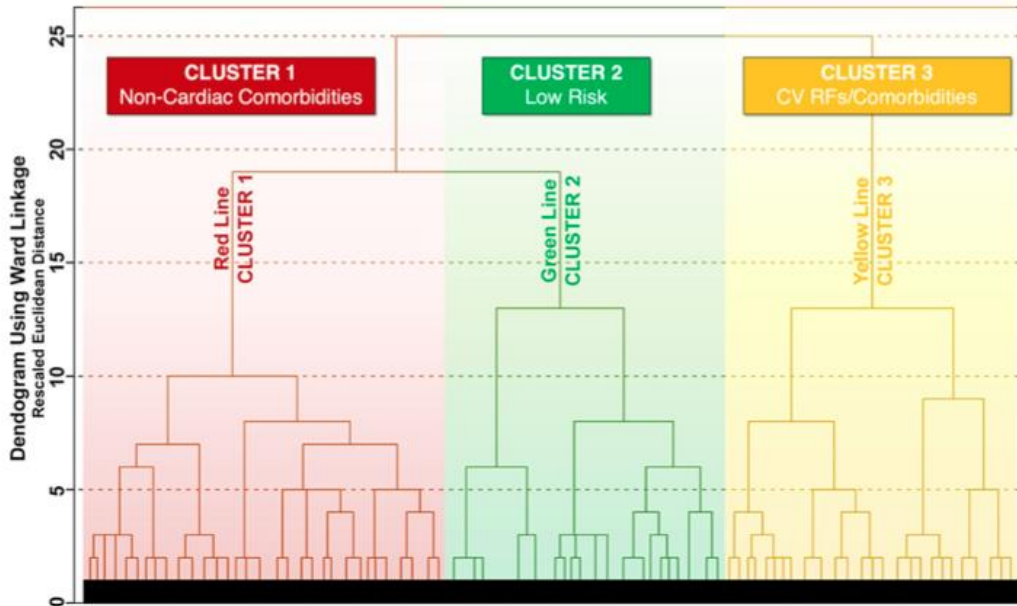 Dendogram Using Ward Linkage
Rescaled Euclidean Distance
25
20
15
10
5
0
CLUSTER 1
Non-Cardiac Comorbidities
CLUSTER 2
Low Risk
CLUSTER 3
CV RFs/Comorbidities
Red Line
CLUSTER 1
Green Line
CLUSTER 2
Yellow Line
CLUSTER 3